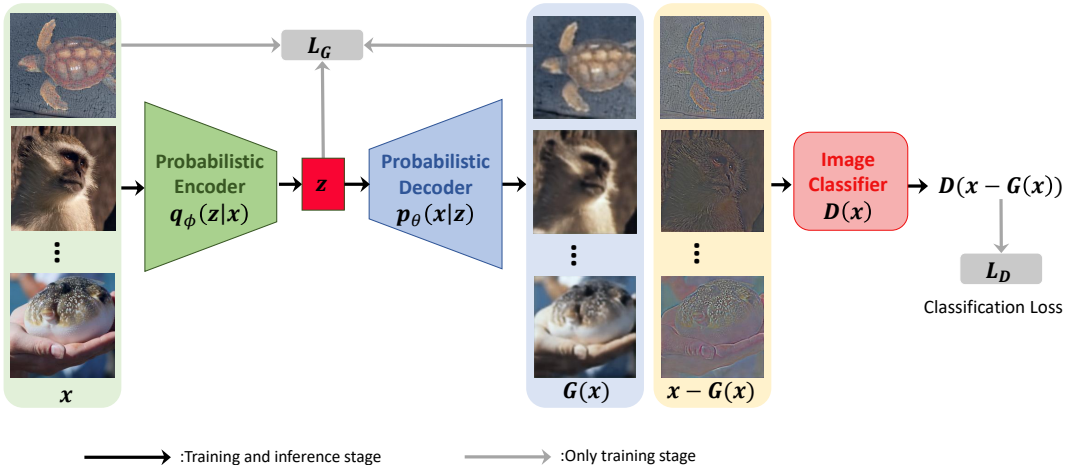 L_G
Probabilistic
Encoder
q_ϕ(z|x)
z
Probabilistic
Decoder
p_θ(x|z)
Image
Classifier
D(x)
D(x − G(x))
L_D
Classification Loss
x
G(x)
x − G(x)
:Training and inference stage
:Only training stage